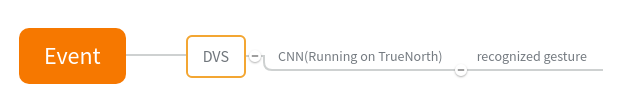 Event
DVS
CNN(Running on TrueNorth)
recognized gesture